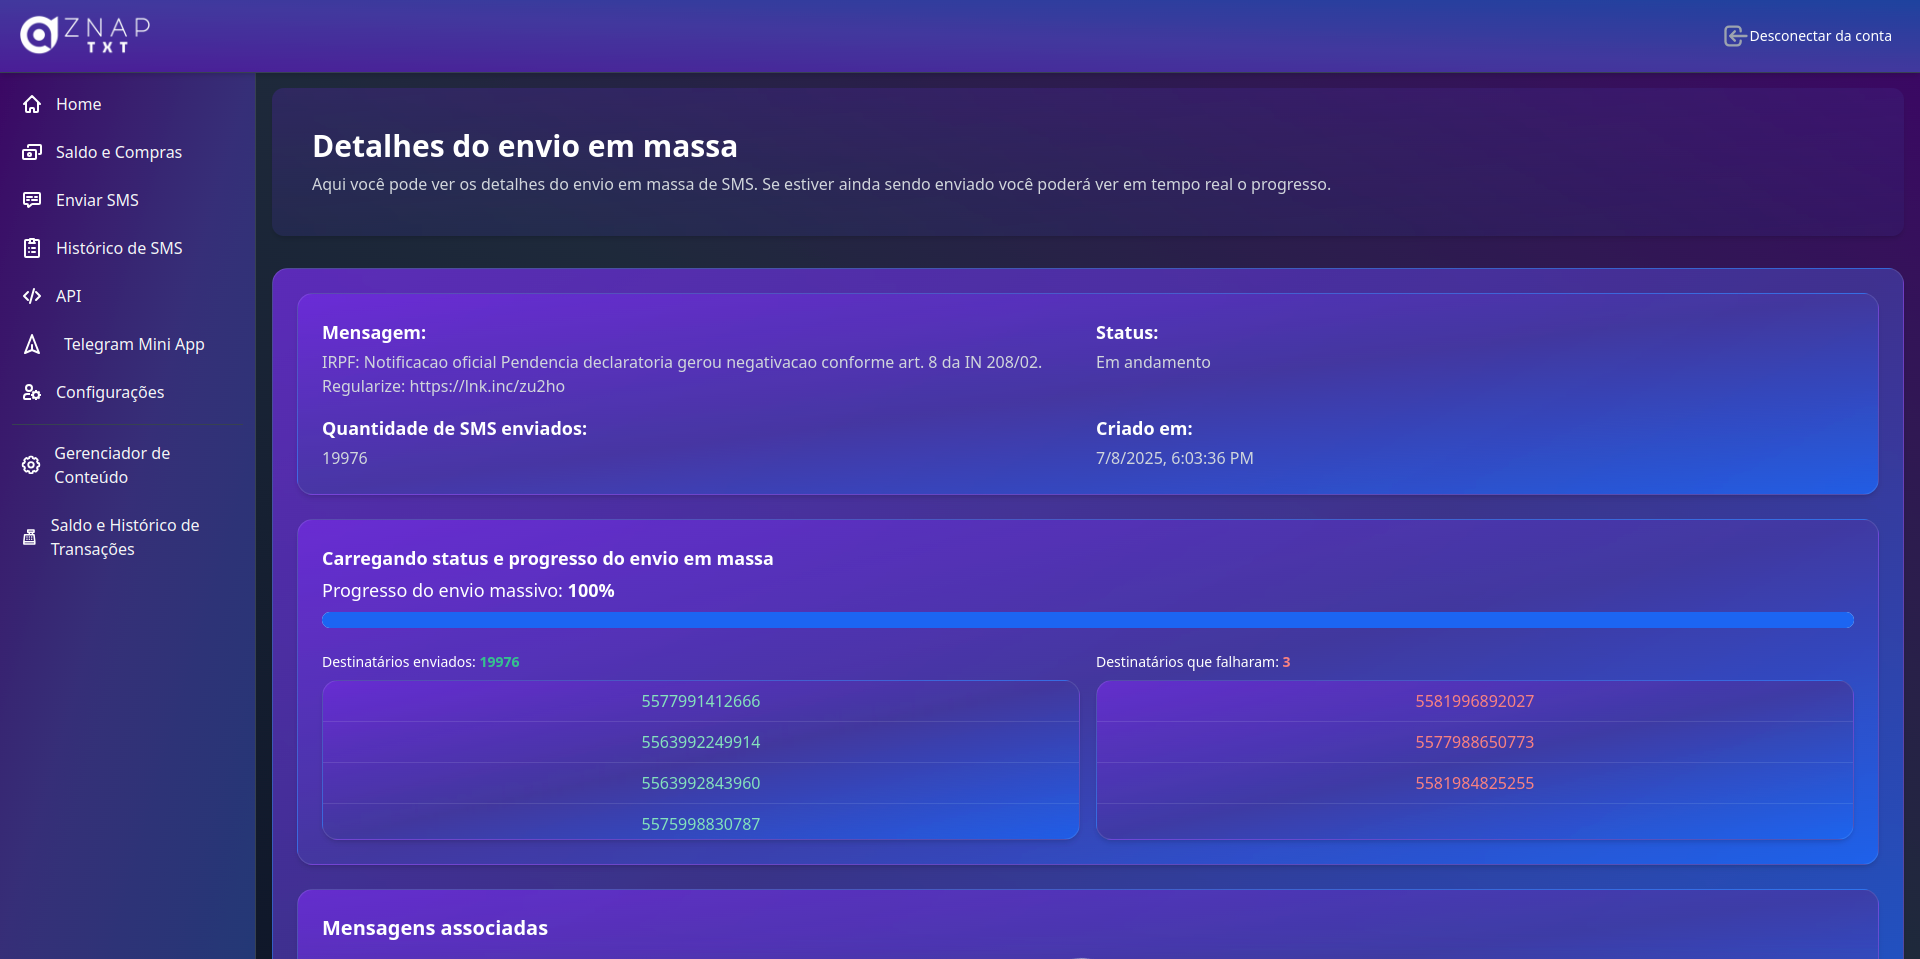 ZNAP
TXT
Desconectar da conta
Home
Saldo e Compras
Enviar SMS
Histórico de SMS
API
Telegram Mini App
Configurações
Gerenciador de
Conteúdo
Saldo e Histórico de
Transações
Detalhes do envio em massa
Aqui você pode ver os detalhes do envio em massa de SMS. Se estiver ainda sendo enviado você poderá ver em tempo real o progresso.
Mensagem:
IRPF: Notificacao oficial Pendencia declaratoria gerou negativacao conforme art. 8 da IN 208/02.
Regularize: https://lnk.inc/zu2ho
Status:
Em andamento
Quantidade de SMS enviados:
19976
Criado em:
7/8/2025, 6:03:36 PM
Carregando status e progresso do envio em massa
Progresso do envio massivo: 100%
Destinatários enviados: 19976
5577991412666
5563992249914
5563992843960
5575998830787
Destinatários que falharam: 3
5581996892027
5577988650773
5581984825255
Mensagens associadas